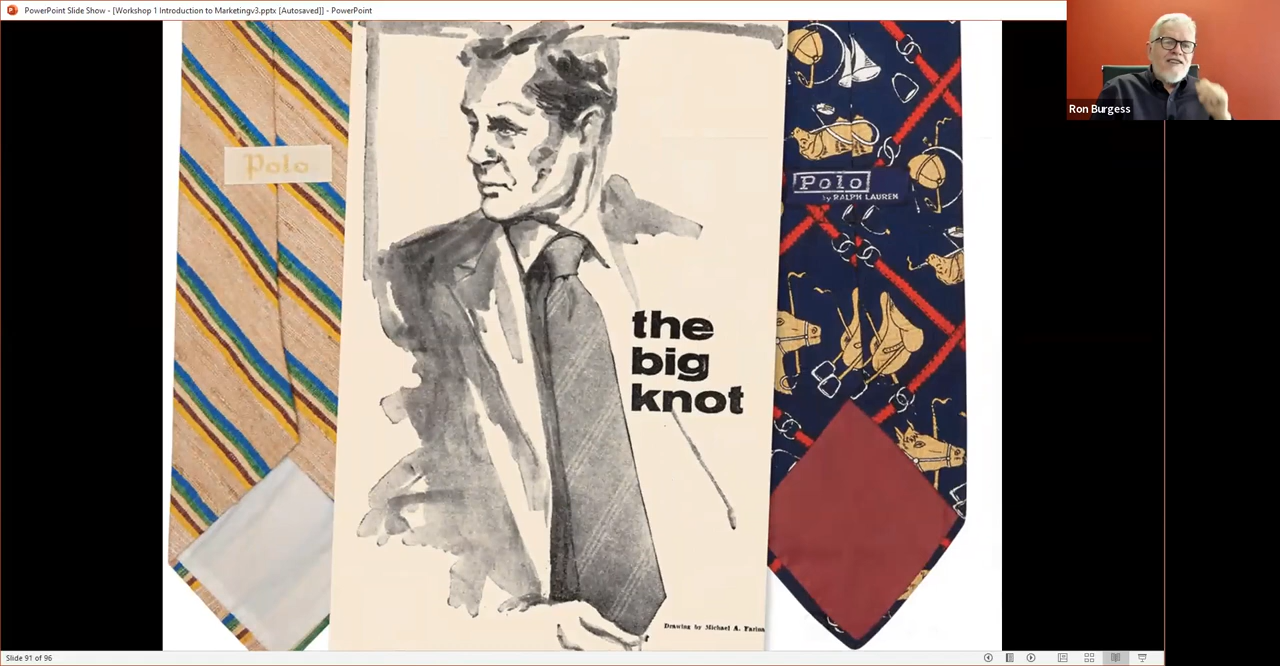 PowerPoint Slide Show - [Workshop 1 Introduction to Marketingv3.pptx [Autosaved]] - PowerPoint
Ron Burgess
Polo
Polo
by RALPH LAUREN
the
big
knot
Drawing by Michael A. Farina
Slide 91 of 96